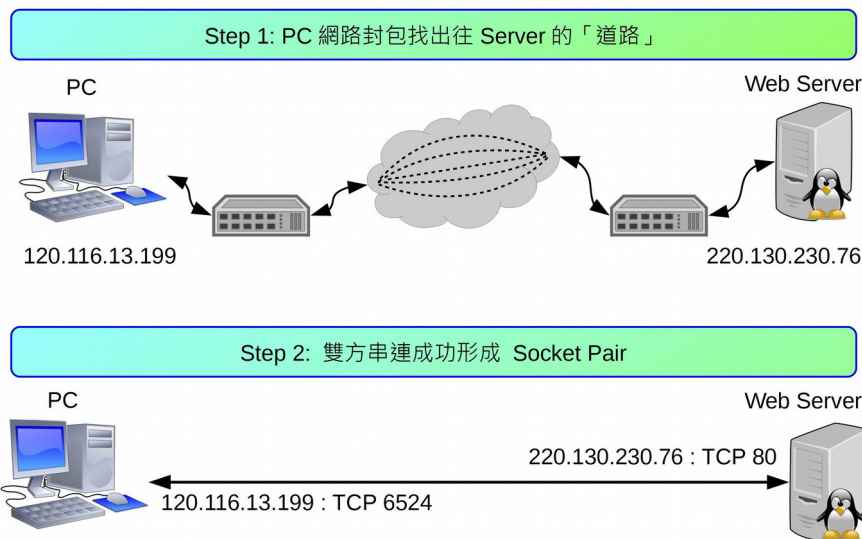 Step 1: PC 網路封包找出往 Server 的「道路」
PC
Web Server
120.116.13.199
220.130.230.76
Step 2: 雙方串連成功形成 Socket Pair
PC
Web Server
220.130.230.76 : TCP 80
120.116.13.199 : TCP 6524